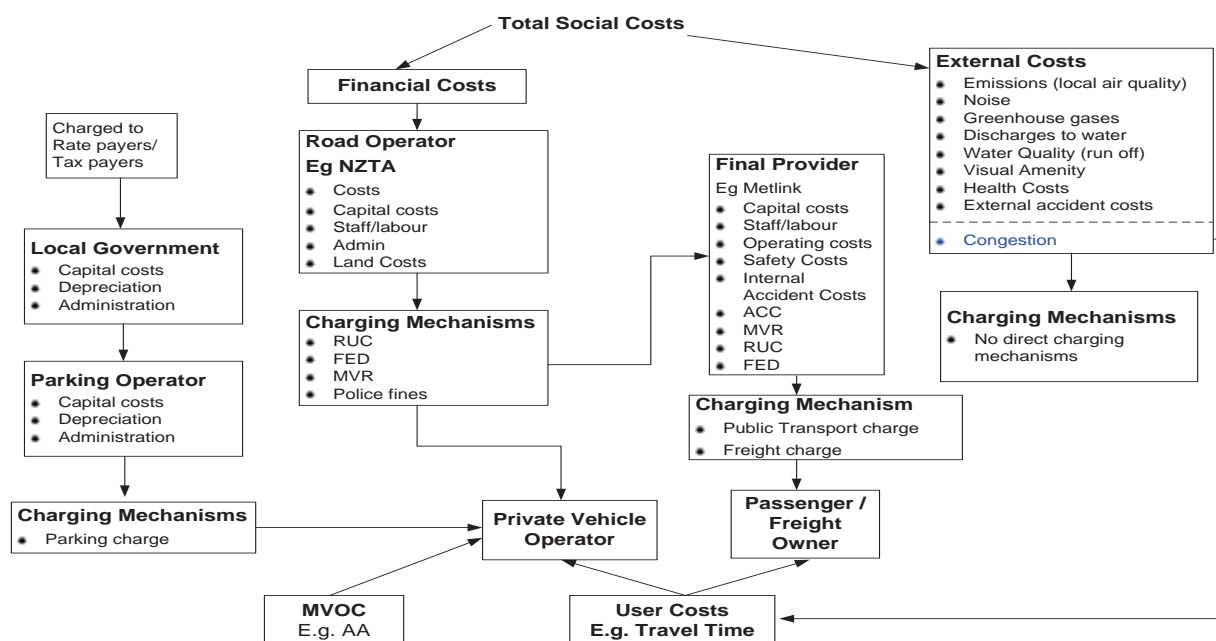 Total Social Costs
Financial Costs
External Costs
Emissions (local air quality)
Noise
Greenhouse gases
Discharges to water
Water Quality (run off)
Visual Amenity
Health Costs
External accident costs
Congestion
Charging Mechanisms
No direct charging
mechanisms
Charged to
Rate payers/
Tax payers
Local Government
Capital costs
Depreciation
Administration
Parking Operator
Capital costs
Depreciation
Administration
Charging Mechanisms
Parking charge
Road Operator
Eg NZTA
Costs
Capital costs
Staff/labour
Admin
Land Costs
Charging Mechanisms
RUC
FED
MVR
Police fines
Final Provider
Eg Metlink
Capital costs
Staff/labour
Operating costs
Safety Costs
Internal
Accident Costs
ACC
MVR
RUC
FED
Charging Mechanism
Public Transport charge
Freight charge
Private Vehicle
Operator
Passenger /
Freight
Owner
MVOC
E.g. AA
User Costs
E.g. Travel Time